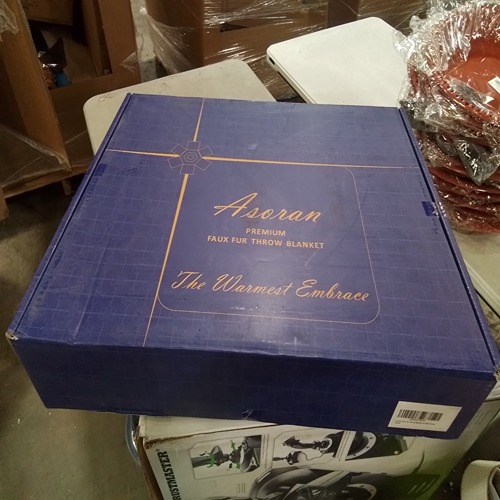 Asoran
PREMIUM
FAUX FUR THROW BLANKET
The Warmest Embrace